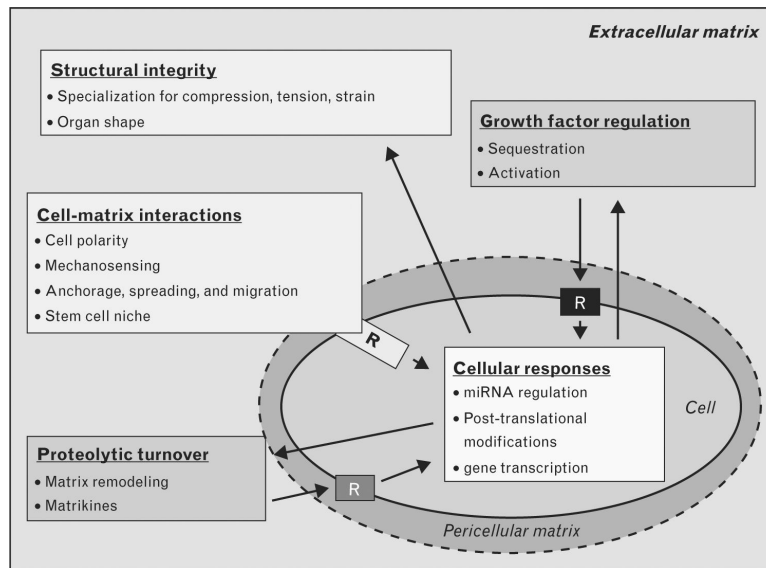 Extracellular matrix
Structural integrity
• Specialization for compression, tension, strain
• Organ shape
Growth factor regulation
• Sequestration
• Activation
Cell-matrix interactions
• Cell polarity
• Mechanosensing
• Anchorage, spreading, and migration
• Stem cell niche
R
R
Cellular responses
• miRNA regulation
• Post-translational
modifications
• gene transcription
Cell
Proteolytic turnover
• Matrix remodeling
• Matrikines
R
Pericellular matrix